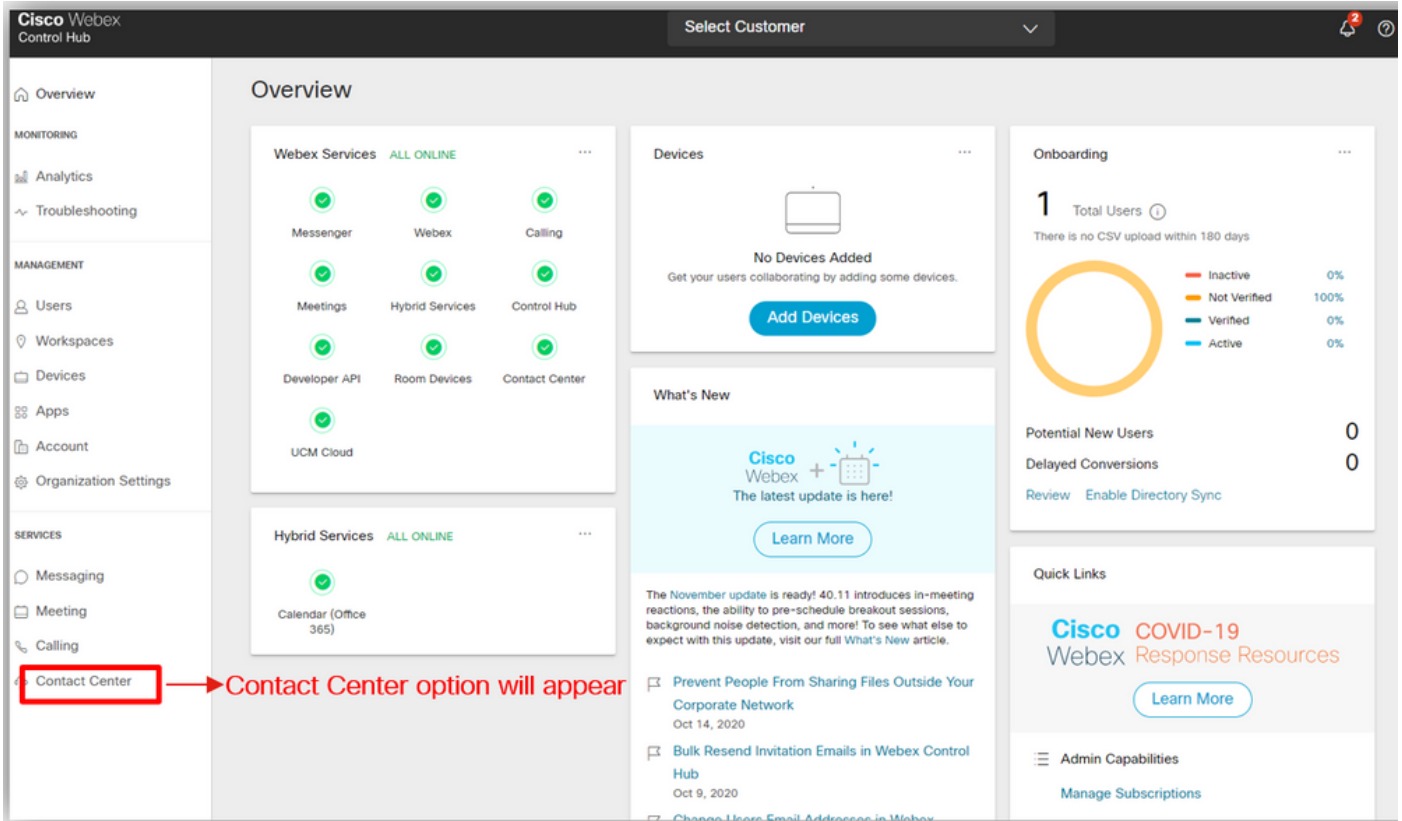 Cisco Webex
Control Hub
Select Customer
2
Overview
MONITORING
Analytics
Troubleshooting
MANAGEMENT
Users
Workspaces
Devices
Apps
Account
Organization Settings
SERVICES
Messaging
Meeting
Calling
Contact Center
Contact Center option will appear
Overview
Webex Services ALL ONLINE
Messenger Webex Calling
Meetings Hybrid Services Control Hub
Developer API Room Devices Contact Center
UCM Cloud
Hybrid Services ALL ONLINE
Calendar (Office
365)
Devices
No Devices Added
Get your users collaborating by adding some devices.
Add Devices
What's New
Cisco
Webex +
The latest update is here!
Learn More
The November update is ready! 40.11 introduces in-meeting
reactions, the ability to pre-schedule breakout sessions,
background noise detection, and more! To see what else to
expect with this update, visit our full What's New article.
Prevent People From Sharing Files Outside Your
Corporate Network
Oct 14, 2020
Bulk Resend Invitation Emails in Webex Control
Hub
Oct 9, 2020
Change Users Email Addresses in Webex
Onboarding
1 Total Users
There is no CSV upload within 180 days
Inactive 0%
Not Verified 100%
Verified 0%
Active 0%
Potential New Users 0
Delayed Conversions 0
Review Enable Directory Sync
Quick Links
Cisco COVID-19
Webex Response Resources
Learn More
Admin Capabilities
Manage Subscriptions